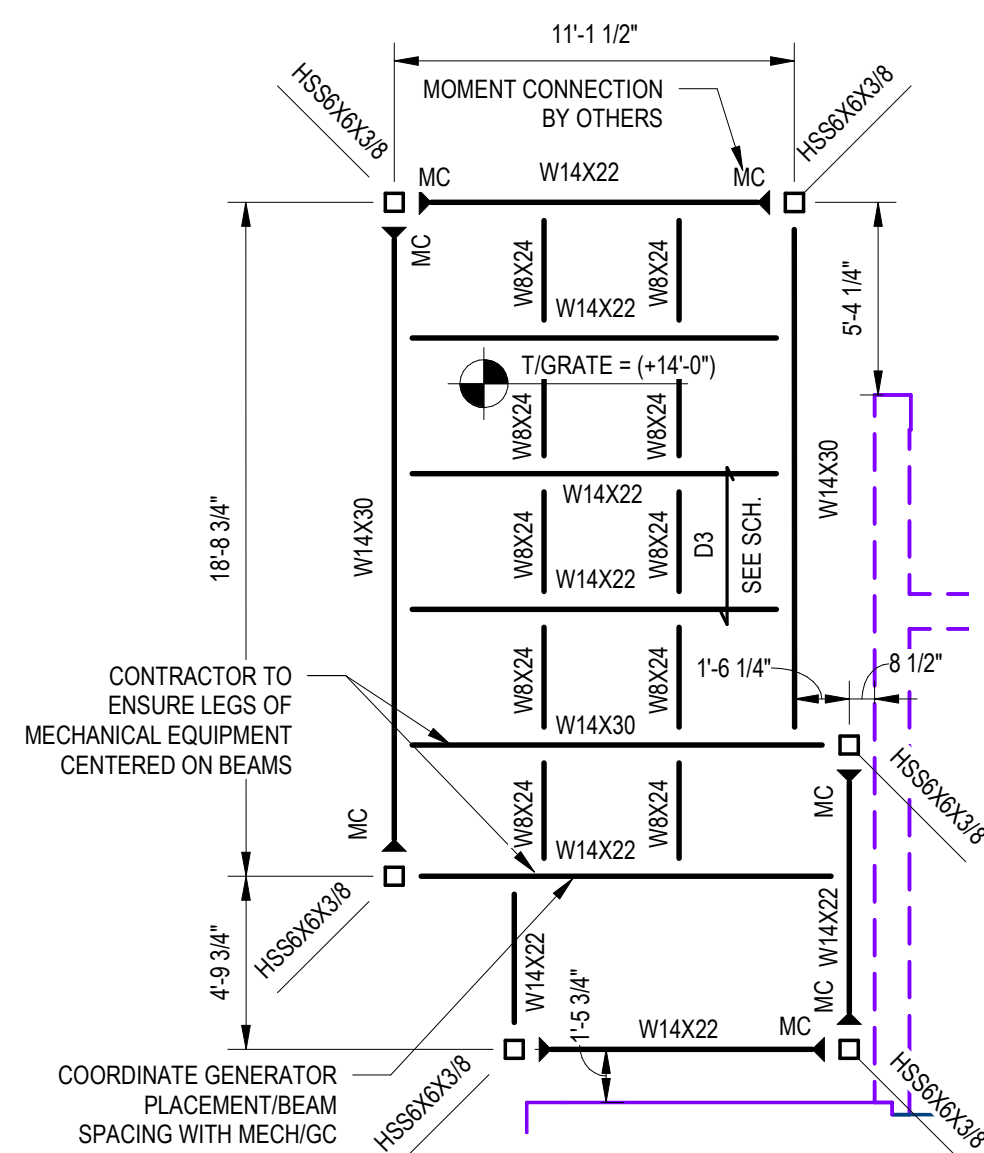 11'-1 1/2"
HSS6X6X3/8
MOMENT CONNECTION
BY OTHERS
HSS6X6X3/8
MC
W14X22
MC
MC
W8X24
W8X24
5'-4 1/4"
W14X22
T/GRATE = (+14'-0")
W8X24
W8X24
18'-8 3/4"
W14X30
W14X30
W14X22
W8X24
W8X24
D3
SEE SCH.
W14X22
CONTRACTOR TO
ENSURE LEGS OF
MECHANICAL EQUIPMENT
CENTERED ON BEAMS
W8X24
W8X24
1'-6 1/4"
8 1/2"
W14X30
HSS6X6X3/8
MC
MC
W8X24
W8X24
W14X22
HSS6X6X3/8
4'-9 3/4"
W14X22
W14X22
1'-5 3/4"
MC
W14X22
MC
COORDINATE GENERATOR
PLACEMENT/BEAM
SPACING WITH MECH/GC
HSS6X6X3/8
HSS6X6X3/8